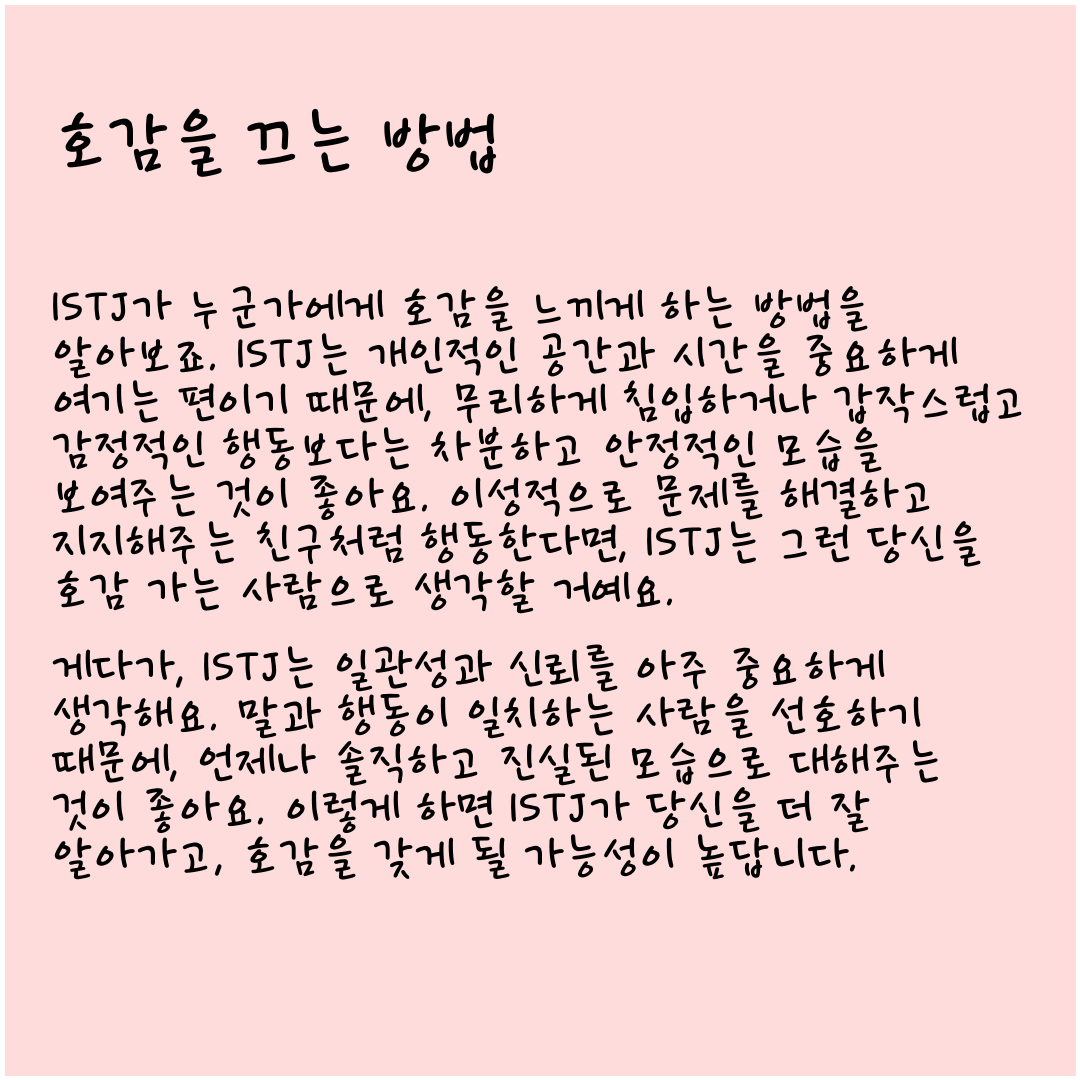 호감을 끄는 방법
ISTJ가 누군가에게 호감을 느끼게 하는 방법을
알아보죠. ISTJ는 개인적인 공간과 시간을 중요하게
여기는 편이기 때문에, 무리하게 침입하거나 갑작스럽고
감정적인 행동보다는 차분하고 안정적인 모습을
보여주는 것이 좋아요. 이성적으로 문제를 해결하고
지지해주는 친구처럼 행동한다면, ISTJ는 그런 당신을
호감 가는 사람으로 생각할 거예요.
게다가, ISTJ는 일관성과 신뢰를 아주 중요하게
생각해요. 말과 행동이 일치하는 사람을 선호하기
때문에, 언제나 솔직하고 진실된 모습으로 대해주는
것이 좋아요. 이렇게 하면 ISTJ가 당신을 더 잘
알아가고, 호감을 갖게 될 가능성이 높답니다.